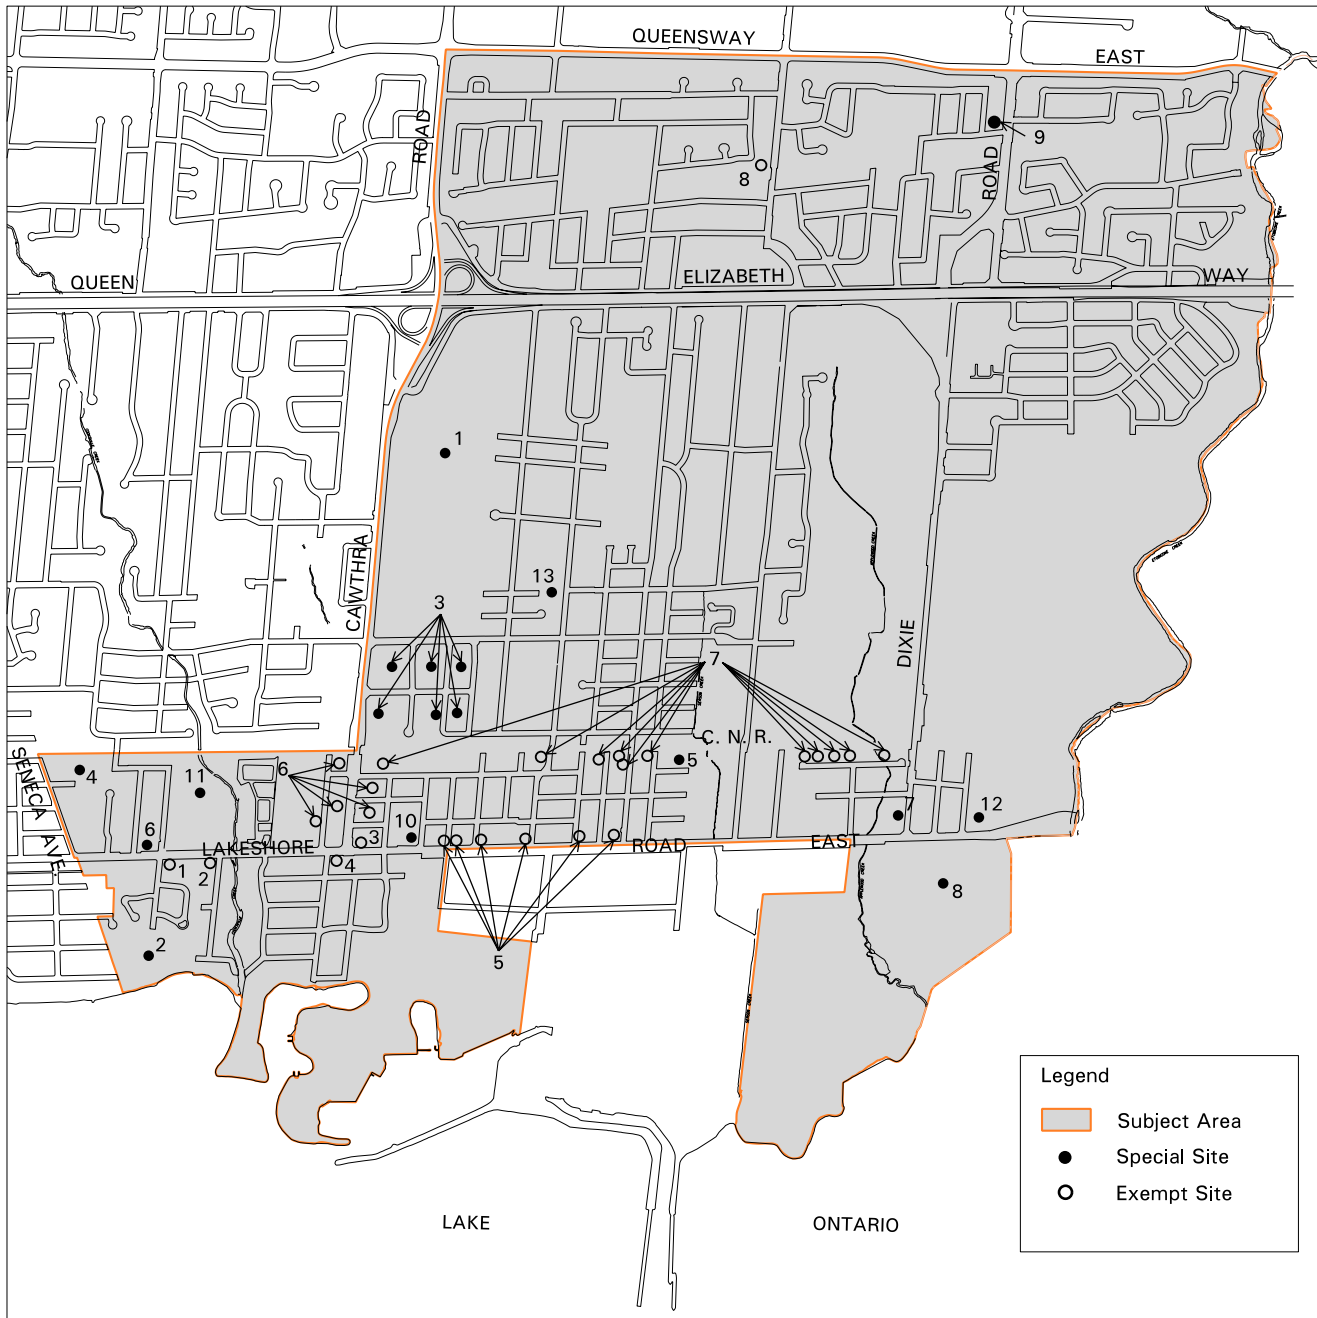 QUEENSWAY
EAST
ROAD
9
ROAD
8
QUEEN
ELIZABETH
WAY
1
CAWTHRA
13
3
DIXIE
7
C. N. R.
5
SENECA AVE.
4
11
6
6
10
3
7
12
LAKESHORE
ROAD
EAST
1
2
4
8
2
5
Legend
Subject Area
Special Site
Exempt Site
LAKE
ONTARIO